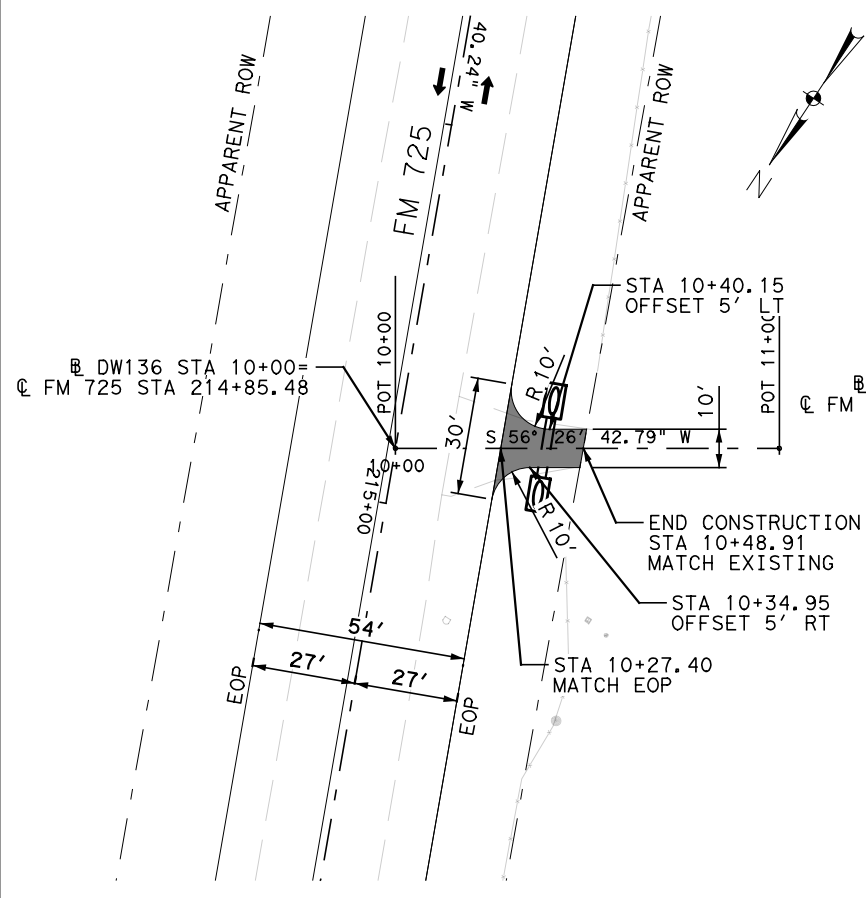 40.24" W
APPARENT ROW
APPARENT ROW
FM 725
N
STA 10+40.15
OFFSET 5' LT
POT 10+00
POT 11+00
℄ FM
B
B DW136 STA 10+00=
℄ FM 725 STA 214+85.48
R 10'
10'
30'
S 56° 26' 42.79" W
10+00
215+00
R 10'
END CONSTRUCTION
STA 10+48.91
MATCH EXISTING
STA 10+34.95
OFFSET 5' RT
54'
27'
27'
STA 10+27.40
MATCH EOP
EOP
EOP